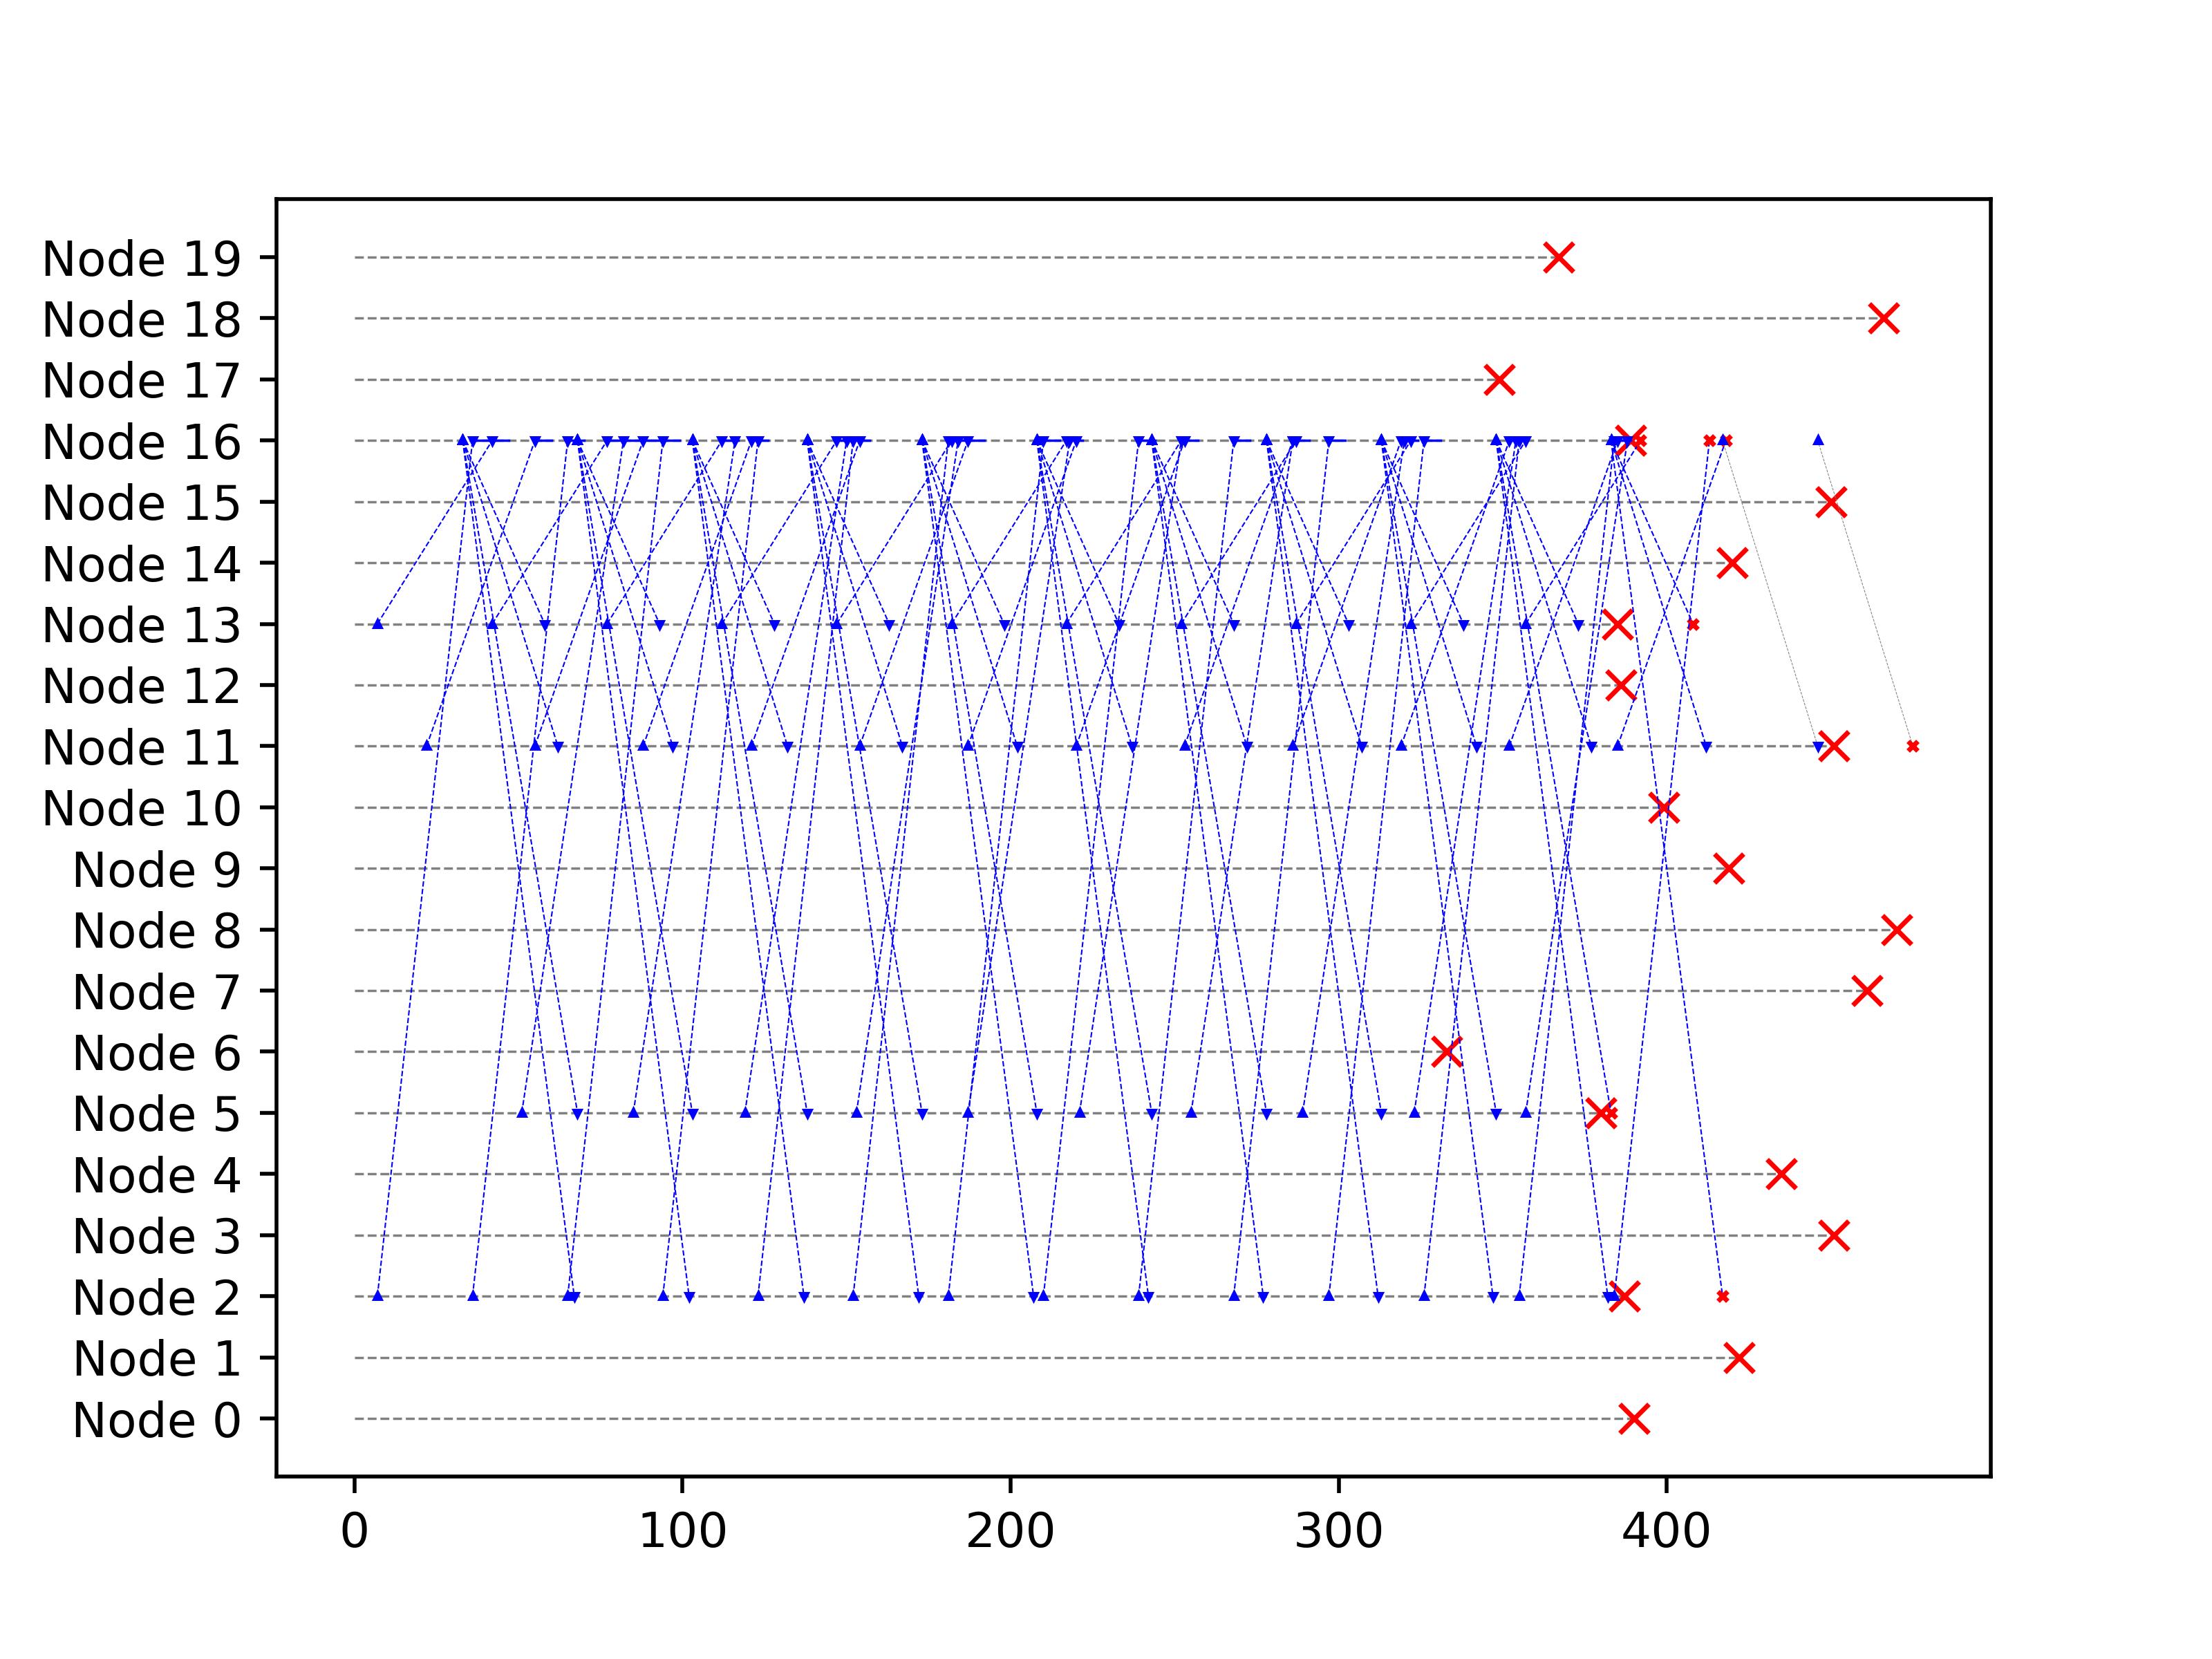 Node 19
Node 18
Node 17
Node 16
Node 15
Node 14
Node 13
Node 12
Node 11
Node 10
Node 9
Node 8
Node 7
Node 6
Node 5
Node 4
Node 3
Node 2
Node 1
Node 0
0 100 200 300 400